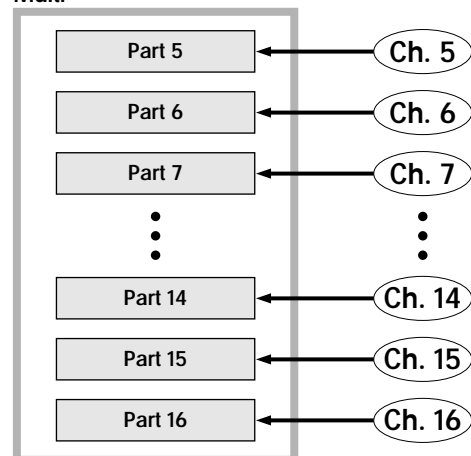 Part 5 Ch. 5
Part 6 Ch. 6
Part 7 Ch. 7
Part 14 Ch. 14
Part 15 Ch. 15
Part 16 Ch. 16